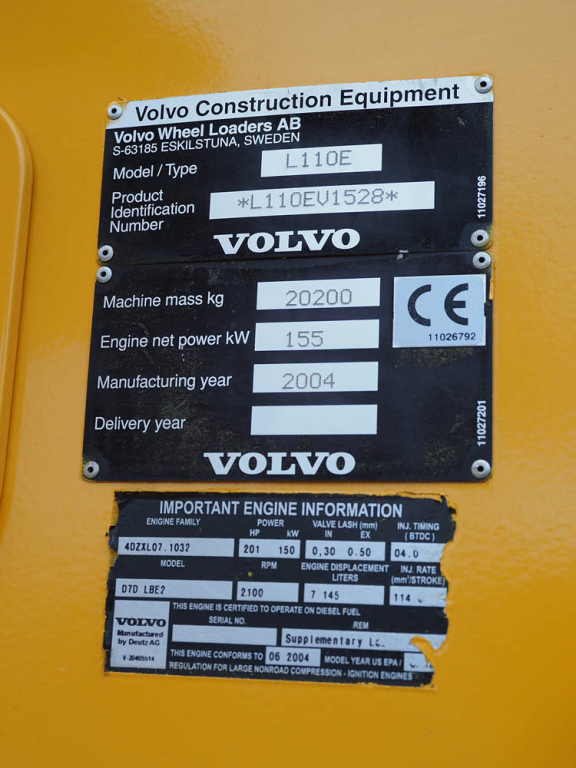 Volvo Construction Equipment
Volvo Wheel Loaders AB
S-63185 ESKILSTUNA, SWEDEN
Model / Type L110E
Product Identification Number *L110EV1528*
11027196
VOLVO
Machine mass kg 20200
Engine net power kW 155
CE
11026792
Manufacturing year 2004
Delivery year
11027201
VOLVO
IMPORTANT ENGINE INFORMATION
ENGINE FAMILY POWER VALVE LASH (mm) INJ. TIMING
HP kW IN EX (BTDC)
4DZXL07.1032 201 150 0,30 0.50 04.0
MODEL RPM ENGINE DISPLACEMENT INJ. RATE
LITERS (mm³/STROKE)
D7D LBE2 2100 7 145 114.
THIS ENGINE IS CERTIFIED TO OPERATE ON DIESEL FUEL
SERIAL NO. REM
VOLVO
Manufactured
by Deutz AG
V-20405514
Supplementary
THIS ENGINE CONFORMS TO 06 2004 MODEL YEAR US EPA /
REGULATION FOR LARGE NONROAD COMPRESSION - IGNITION ENGINES